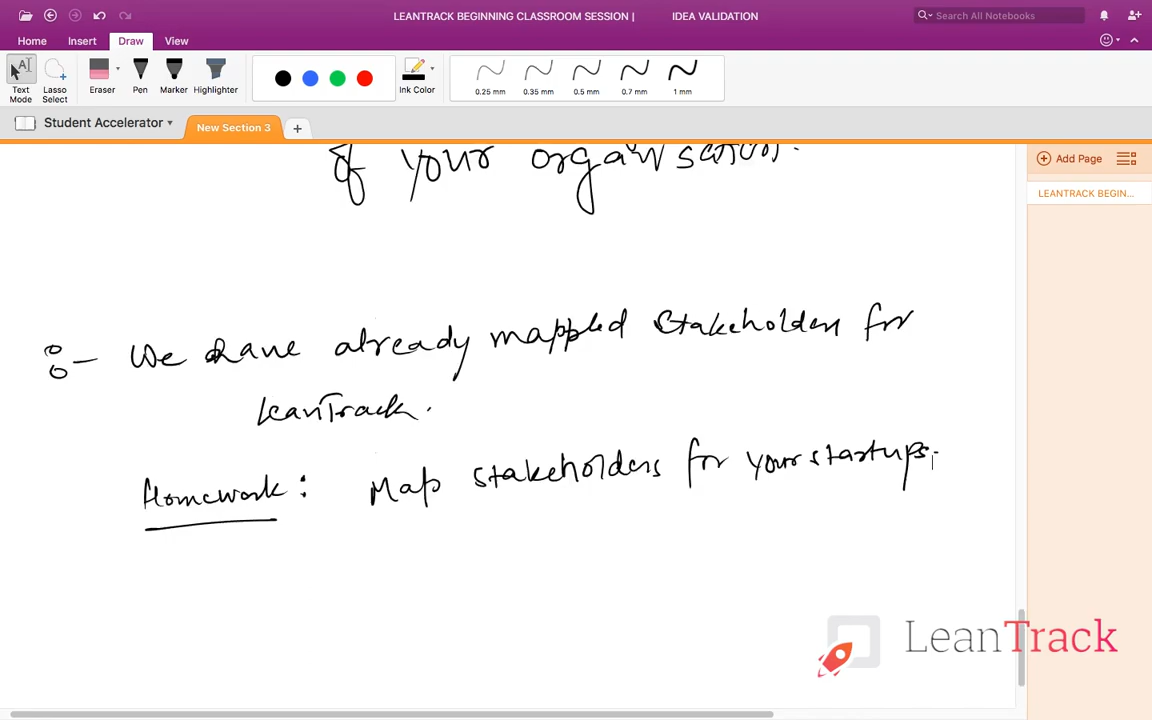 LEANTRACK BEGINNING CLASSROOM SESSION | IDEA VALIDATION
Search All Notebooks
Home Insert Draw View
Text Mode
Lasso Select
Eraser
Pen
Marker
Highlighter
Ink Color
0.25 mm 0.35 mm 0.5 mm 0.7 mm 1 mm
Student Accelerator
New Section 3
Add Page
LEANTRACK BEGIN...
of your organisation.
We have already mappled Stakeholders for
LeanTrack.
Homework: Map stakeholders for your startups.
LeanTrack